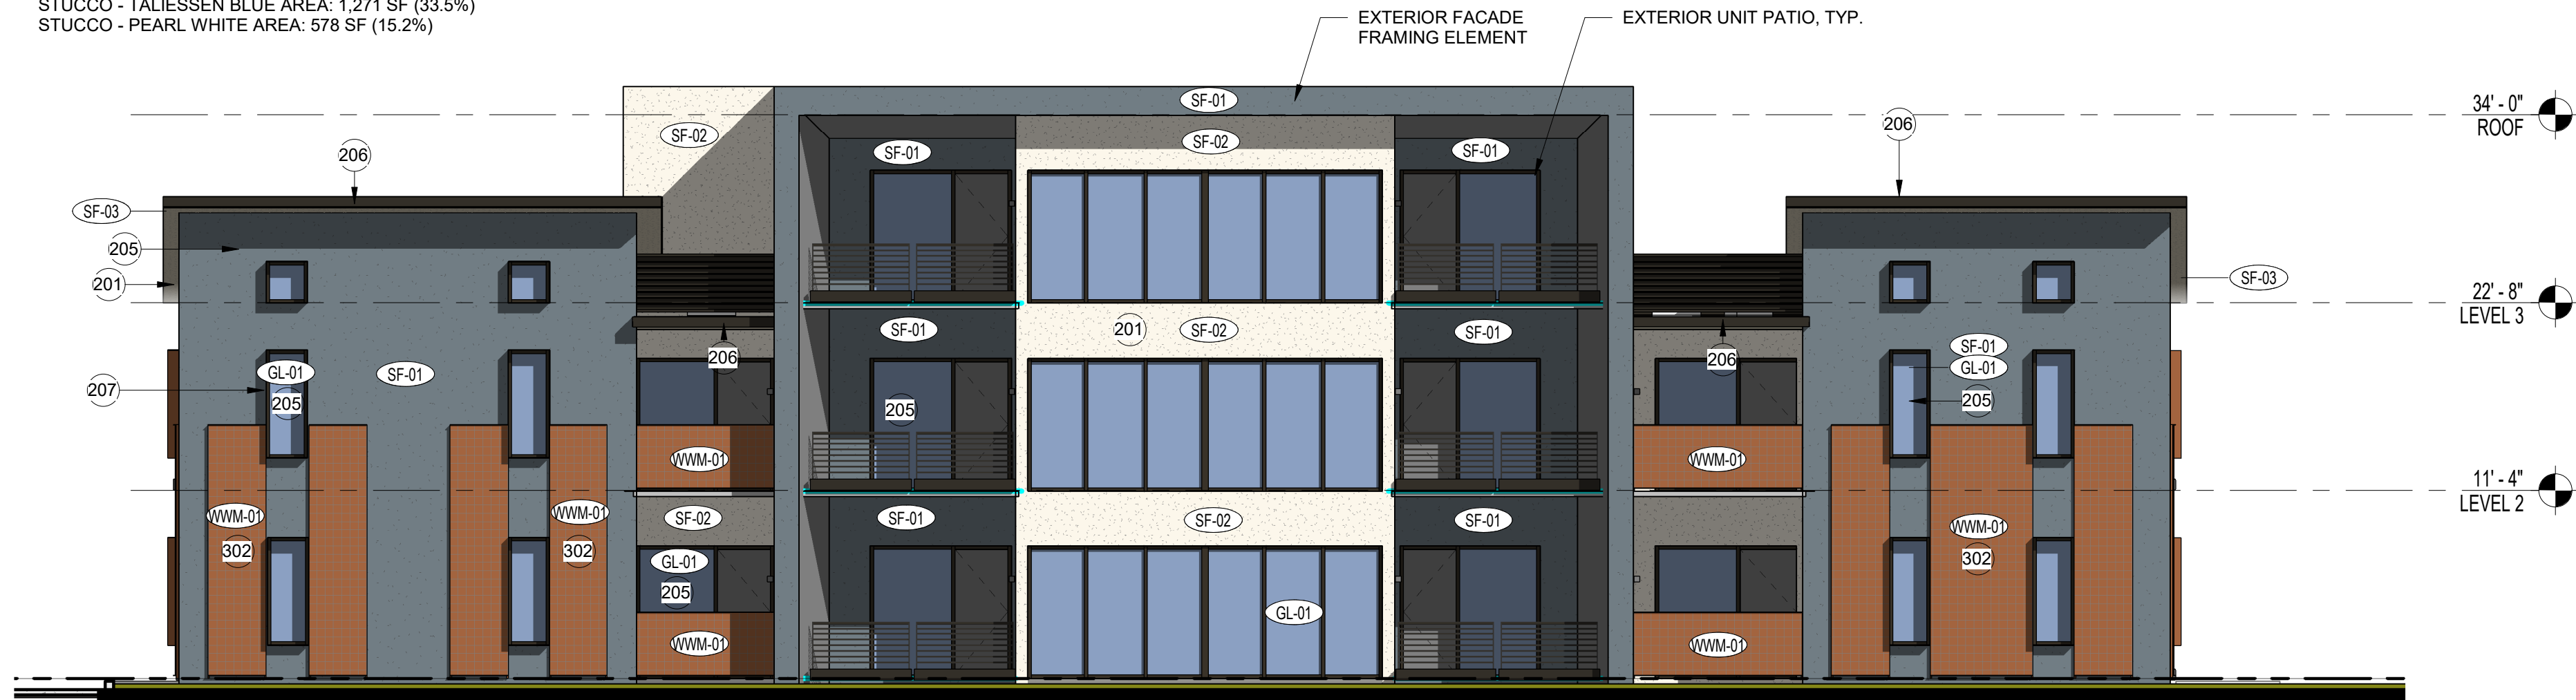 STUCCO - TALIESSEN BLUE AREA: 1,271 SF (33.5%)
STUCCO - PEARL WHITE AREA: 578 SF (15.2%)
EXTERIOR FACADE
FRAMING ELEMENT
EXTERIOR UNIT PATIO, TYP.
SF-01
34' - 0"
ROOF
206
SF-02
SF-02
206
SF-01
SF-01
SF-03
205
201
SF-03
22' - 8"
LEVEL 3
SF-01
201
SF-02
SF-01
206
206
SF-01
GL-01
SF-01
GL-01
207
205
205
205
WWM-01
WWM-01
11' - 4"
LEVEL 2
WWM-01
WWM-01
SF-02
SF-01
SF-02
SF-01
WWM-01
302
302
302
GL-01
205
GL-01
WWM-01
WWM-01